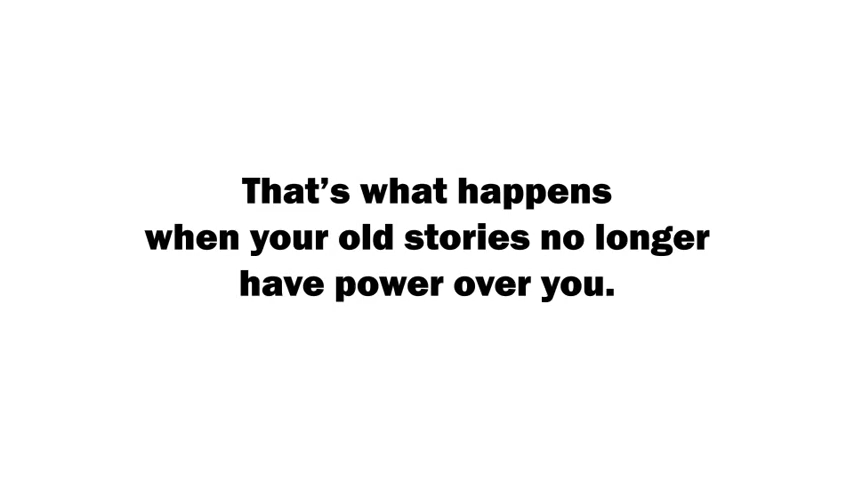 That’s what happens
when your old stories no longer
have power over you.